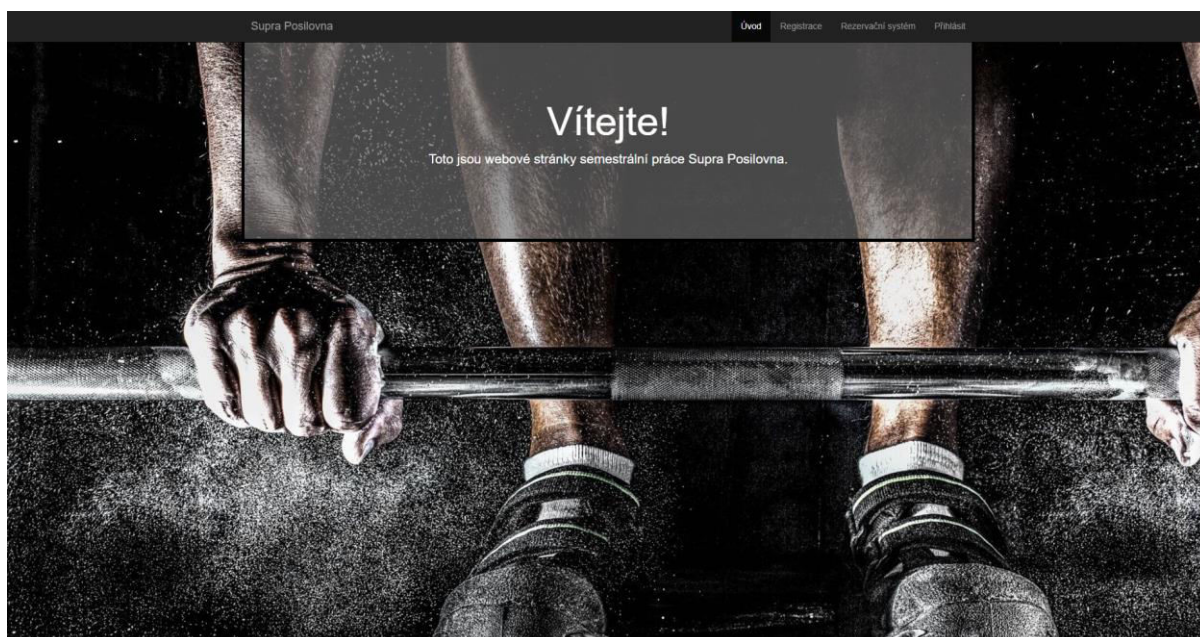 Supra Posilovna
Úvod Registrace Rezervační systém Přihlásit
Vítejte!
Toto jsou webové stránky semestrální práce Supra Posilovna.